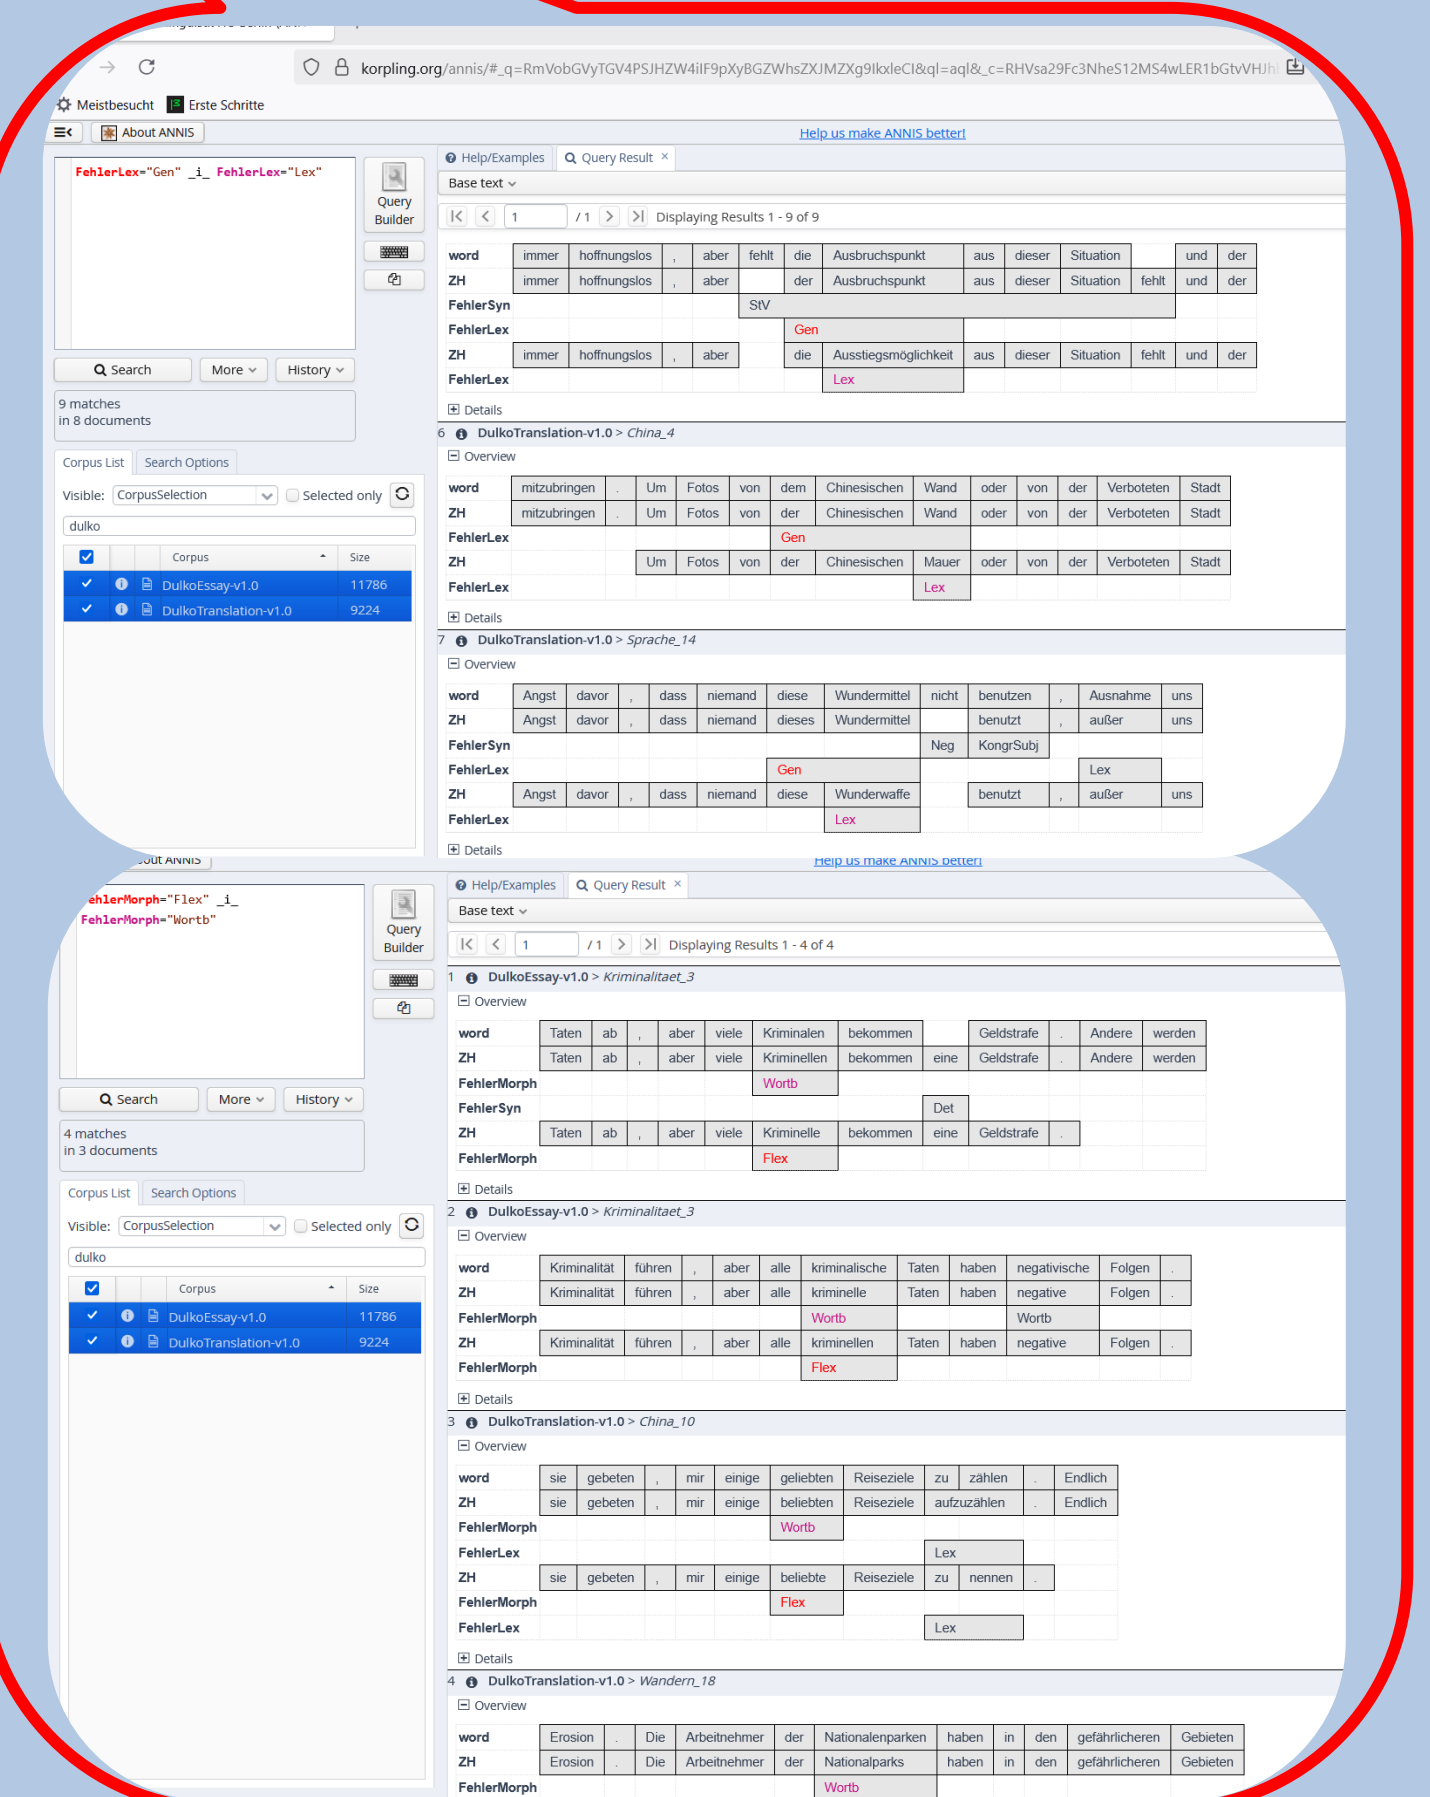 korpling.org/annis/#_q=RmVobGVyTGV4PSJHZW4iIF9pXyBGZWhsZXJMZXg9IkxleCI&ql=aql&_c=RHVsa29Fc3NheS12MS4wLER1bGtvVHJh
Meistbesucht Erste Schritte
About ANNIS Help us make ANNIS better!
FehlerLex="Gen" _i_ FehlerLex="Lex"
Query
Builder
Search More History
9 matches
in 8 documents
Corpus List Search Options
Visible: CorpusSelection Selected only
dulko
Corpus Size
DulkoEssay-v1.0 11786
DulkoTranslation-v1.0 9224
Help/Examples Query Result ×
Base text
1 / 1 Displaying Results 1 - 9 of 9
word immer hoffnungslos , aber fehlt die Ausbruchspunkt aus dieser Situation und der
ZH immer hoffnungslos , aber der Ausbruchspunkt aus dieser Situation fehlt und der
FehlerSyn StV
FehlerLex Gen
ZH immer hoffnungslos , aber die Ausstiegsmöglichkeit aus dieser Situation fehlt und der
FehlerLex Lex
Details
6 DulkoTranslation-v1.0 > China_4
Overview
word mitzubringen . Um Fotos von dem Chinesischen Wand oder von der Verboteten Stadt
ZH mitzubringen . Um Fotos von der Chinesischen Wand oder von der Verboteten Stadt
FehlerLex Gen
ZH Um Fotos von der Chinesischen Mauer oder von der Verboteten Stadt
FehlerLex Lex
Details
7 DulkoTranslation-v1.0 > Sprache_14
Overview
word Angst davor , dass niemand diese Wundermittel nicht benutzen , Ausnahme uns
ZH Angst davor , dass niemand dieses Wundermittel benutzt , außer uns
FehlerSyn Neg KongrSubj
FehlerLex Gen Lex
ZH Angst davor , dass niemand diese Wunderwaffe benutzt , außer uns
FehlerLex Lex
Details
out ANNIS Help us make ANNIS better!
ehlerMorph="Flex" _i_
FehlerMorph="Wortb"
Query
Builder
Search More History
4 matches
in 3 documents
Corpus List Search Options
Visible: CorpusSelection Selected only
dulko
Corpus Size
DulkoEssay-v1.0 11786
DulkoTranslation-v1.0 9224
Help/Examples Query Result ×
Base text
1 / 1 Displaying Results 1 - 4 of 4
1 DulkoEssay-v1.0 > Kriminalitaet_3
Overview
word Taten ab , aber viele Kriminalen bekommen Geldstrafe . Andere werden
ZH Taten ab , aber viele Kriminellen bekommen eine Geldstrafe . Andere werden
FehlerMorph Wortb
FehlerSyn Det
ZH Taten ab , aber viele Kriminelle bekommen eine Geldstrafe .
FehlerMorph Flex
Details
2 DulkoEssay-v1.0 > Kriminalitaet_3
Overview
word Kriminalität führen , aber alle kriminalische Taten haben negativische Folgen .
ZH Kriminalität führen , aber alle kriminelle Taten haben negative Folgen .
FehlerMorph Wortb Wortb
ZH Kriminalität führen , aber alle kriminellen Taten haben negative Folgen .
FehlerMorph Flex
Details
3 DulkoTranslation-v1.0 > China_10
Overview
word sie gebeten , mir einige geliebten Reiseziele zu zählen . Endlich
ZH sie gebeten , mir einige beliebten Reiseziele aufzuzählen . Endlich
FehlerMorph Wortb
FehlerLex Lex
ZH sie gebeten , mir einige beliebte Reiseziele zu nennen .
FehlerMorph Flex
FehlerLex Lex
Details
4 DulkoTranslation-v1.0 > Wandern_18
Overview
word Erosion . Die Arbeitnehmer der Nationalenparken haben in den gefährlicheren Gebieten
ZH Erosion . Die Arbeitnehmer der Nationalparks haben in den gefährlicheren Gebieten
FehlerMorph Wortb